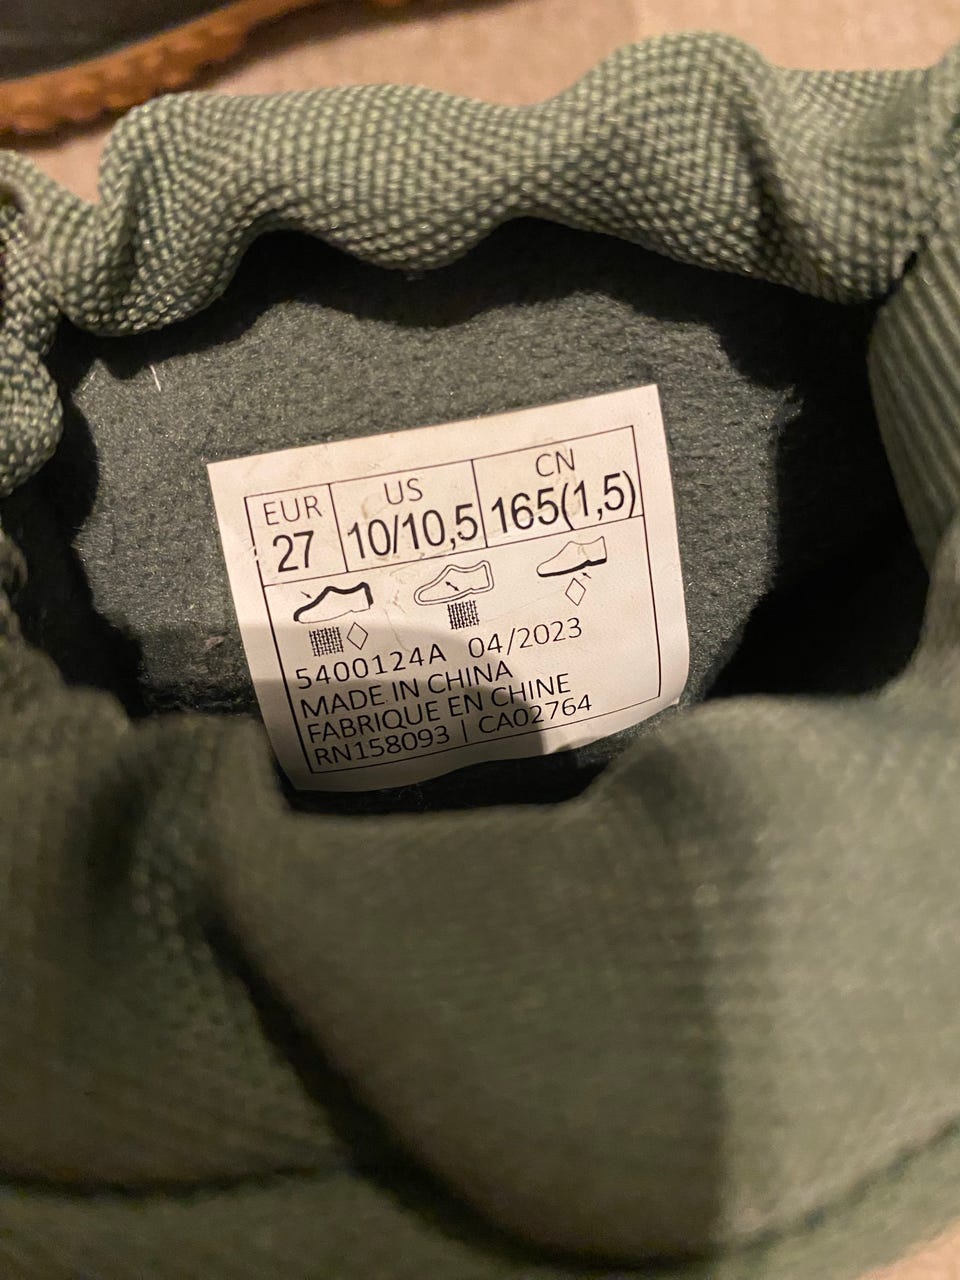 EUR US CN
27 10/10,5 165(1,5)
5400124A 04/2023
MADE IN CHINA
FABRIQUE EN CHINE
RN158093 | CA02764